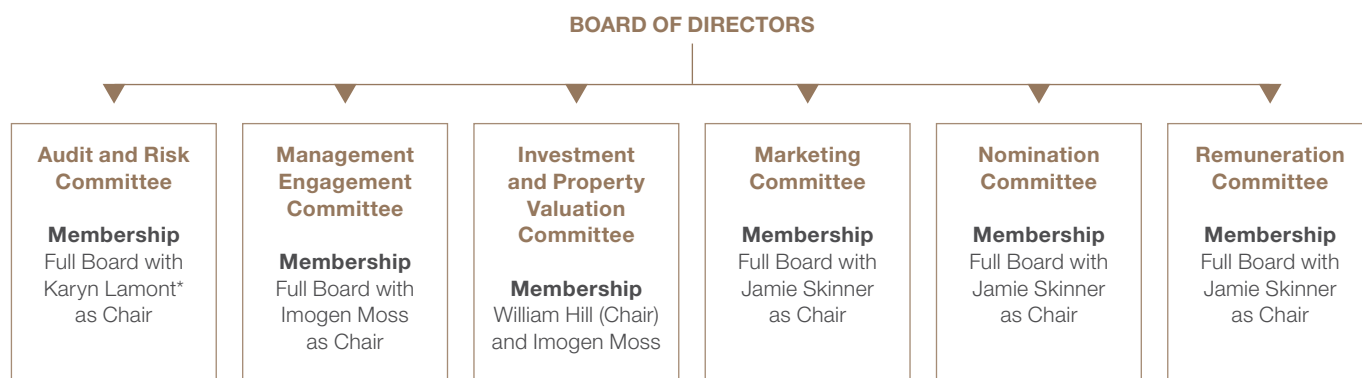 BOARD OF DIRECTORS
Audit and Risk
Committee
Membership
Full Board with
Karyn Lamont*
as Chair
Management
Engagement
Committee
Membership
Full Board with
Imogen Moss
as Chair
Investment
and Property
Valuation
Committee
Membership
William Hill (Chair)
and Imogen Moss
Marketing
Committee
Membership
Full Board with
Jamie Skinner
as Chair
Nomination
Committee
Membership
Full Board with
Jamie Skinner
as Chair
Remuneration
Committee
Membership
Full Board with
Jamie Skinner
as Chair